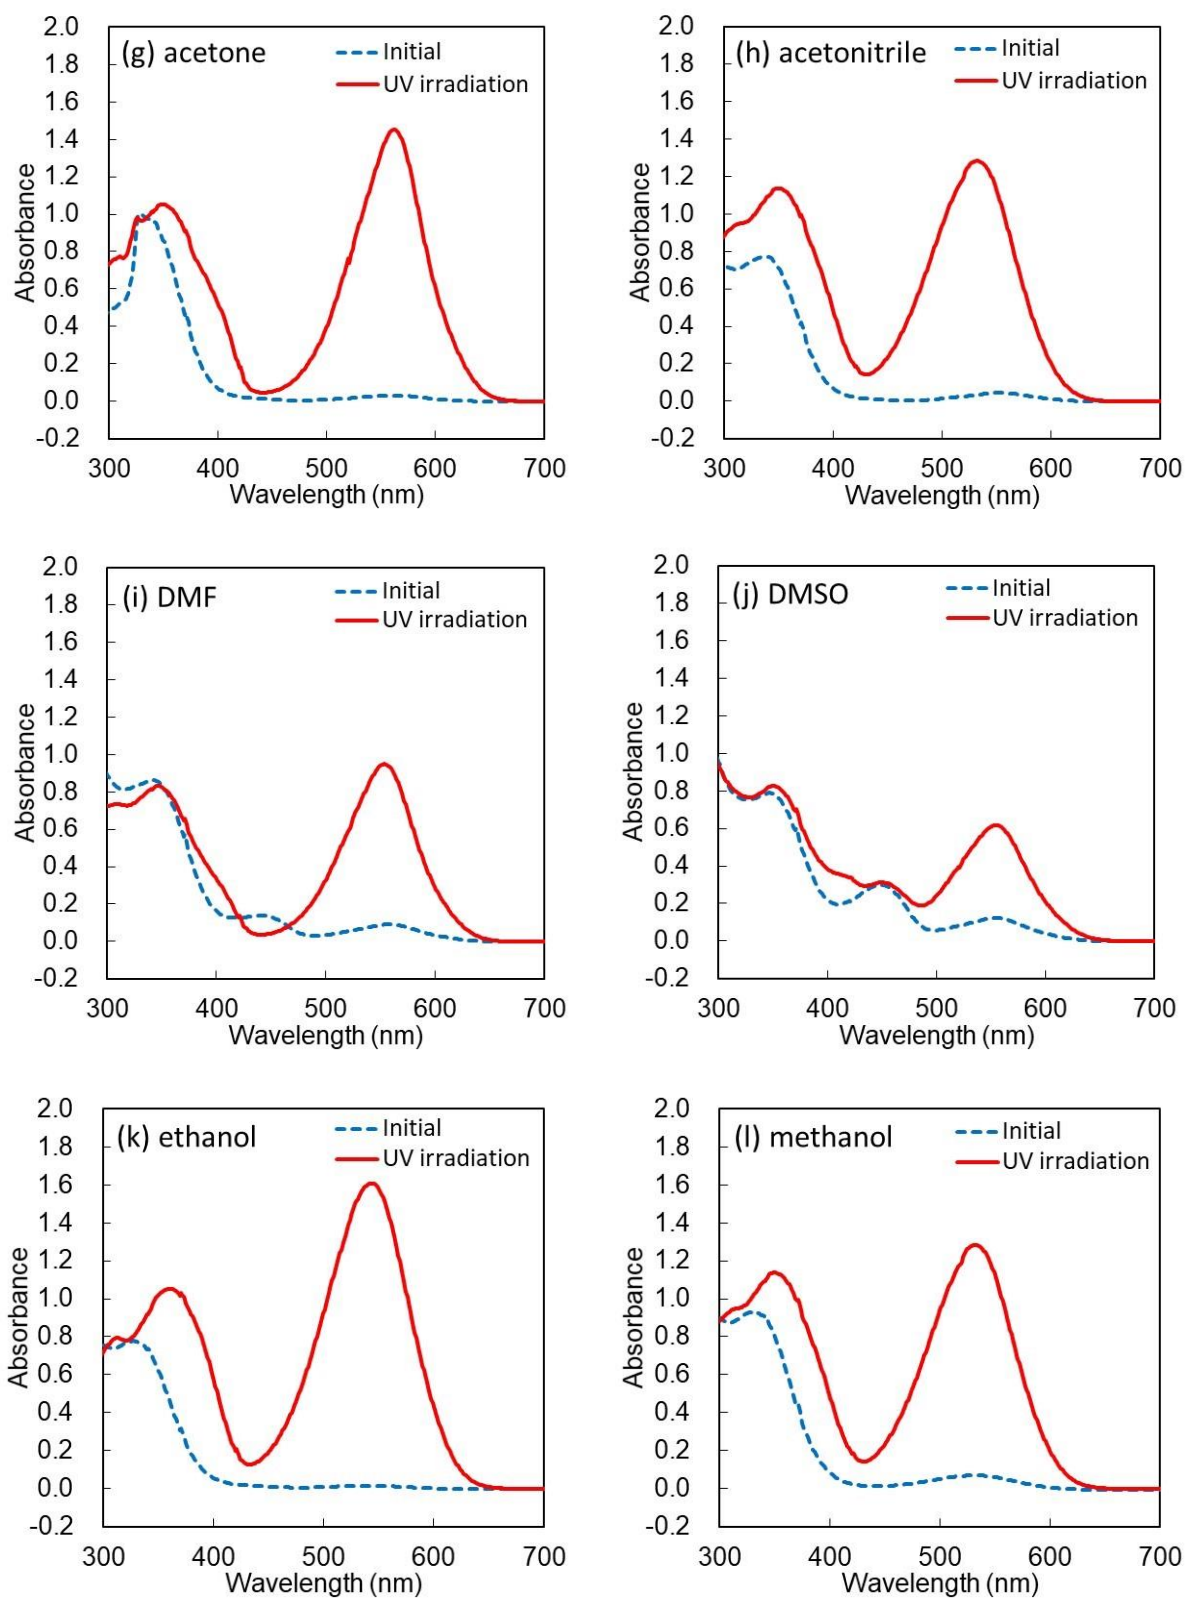 (g) acetone
Initial
UV irradiation
2.0
1.8
1.6
1.4
1.2
1.0
0.8
0.6
0.4
0.2
0.0
-0.2
Absorbance
300 400 500 600 700
Wavelength (nm)
(h) acetonitrile
Initial
UV irradiation
2.0
1.8
1.6
1.4
1.2
1.0
0.8
0.6
0.4
0.2
0.0
-0.2
Absorbance
300 400 500 600 700
Wavelength (nm)
(i) DMF
Initial
UV irradiation
2.0
1.8
1.6
1.4
1.2
1.0
0.8
0.6
0.4
0.2
0.0
-0.2
Absorbance
300 400 500 600 700
Wavelength (nm)
(j) DMSO
Initial
UV irradiation
2.0
1.8
1.6
1.4
1.2
1.0
0.8
0.6
0.4
0.2
0.0
-0.2
Absorbance
300 400 500 600 700
Wavelength (nm)
(k) ethanol
Initial
UV irradiation
2.0
1.8
1.6
1.4
1.2
1.0
0.8
0.6
0.4
0.2
0.0
-0.2
Absorbance
300 400 500 600 700
Wavelength (nm)
(l) methanol
Initial
UV irradiation
2.0
1.8
1.6
1.4
1.2
1.0
0.8
0.6
0.4
0.2
0.0
-0.2
Absorbance
300 400 500 600 700
Wavelength (nm)